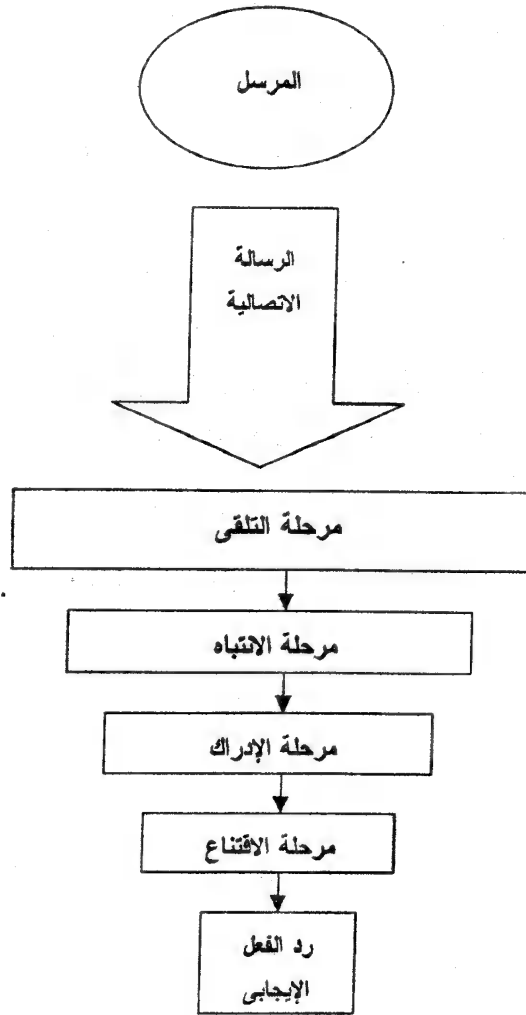 المرسل
الرسالة
الاتصالية
مرحلة التلقى
مرحلة الانتباه
مرحلة الإدراك
مرحلة الاقتناع
رد الفعل
الإيجابى